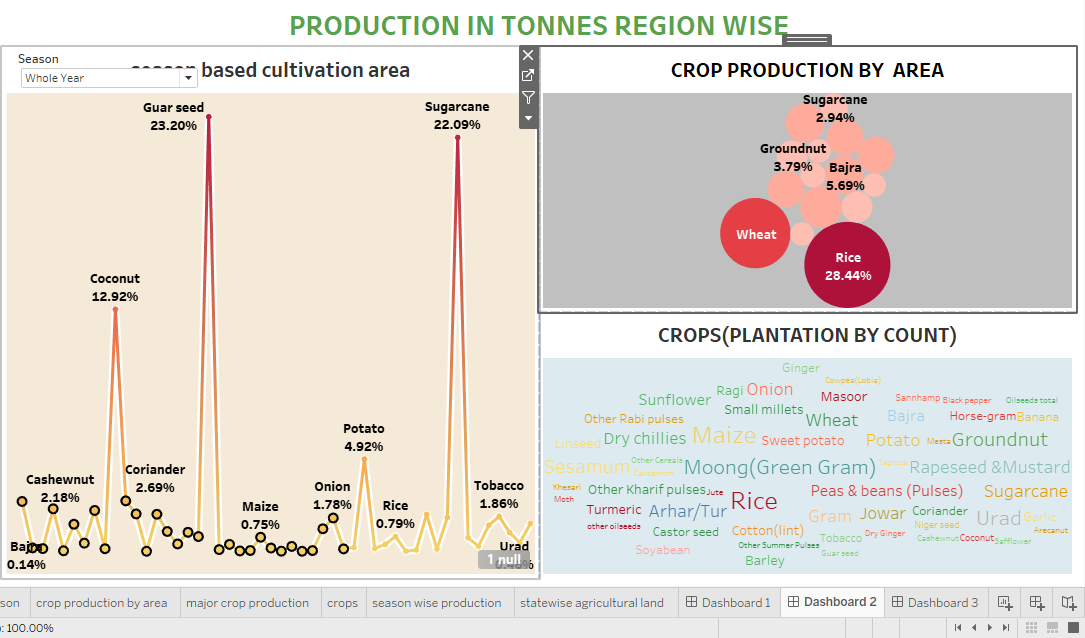 PRODUCTION IN TONNES REGION WISE
Season
Whole Year
season based cultivation area
Guar seed
23.20%
Sugarcane
22.09%
Coconut
12.92%
Potato
4.92%
Cashewnut
2.18%
Coriander
2.69%
Onion
1.78%
Maize
0.75%
Rice
0.79%
Tobacco
1.86%
Bajra
0.14%
Urad
1 null
CROP PRODUCTION BY AREA
Sugarcane
2.94%
Groundnut
3.79%
Bajra
5.69%
Wheat
Rice
28.44%
CROPS(PLANTATION BY COUNT)
Ginger
Cowpea(Lobia)
Ragi Onion
Masoor
Sunflower
Sannhamp Black pepper Oilseeds total
Small millets
Other Rabi pulses
Wheat
Bajra
Horse-gram Banana
Linseed Dry chillies Maize Sweet potato Potato Mesta Groundnut
Other Cereals
Sesamum Cardamom Moong(Green Gram) Tapioca Rapeseed &Mustard
Khesari Other Kharif pulses Jute Rice Peas & beans (Pulses) Sugarcane
Moth
Turmeric Arhar/Tur Gram Jowar Coriander Urad Garlic
other oilseeds Niger seed
Castor seed Cotton(lint) Tobacco Dry Ginger Cashewnut Coconut Safflower Arecanut
Soyabean Other Summer Pulses Guar seed
Barley
son crop production by area major crop production crops season wise production statewise agricultural land Dashboard 1 Dashboard 2 Dashboard 3
: 100.00%